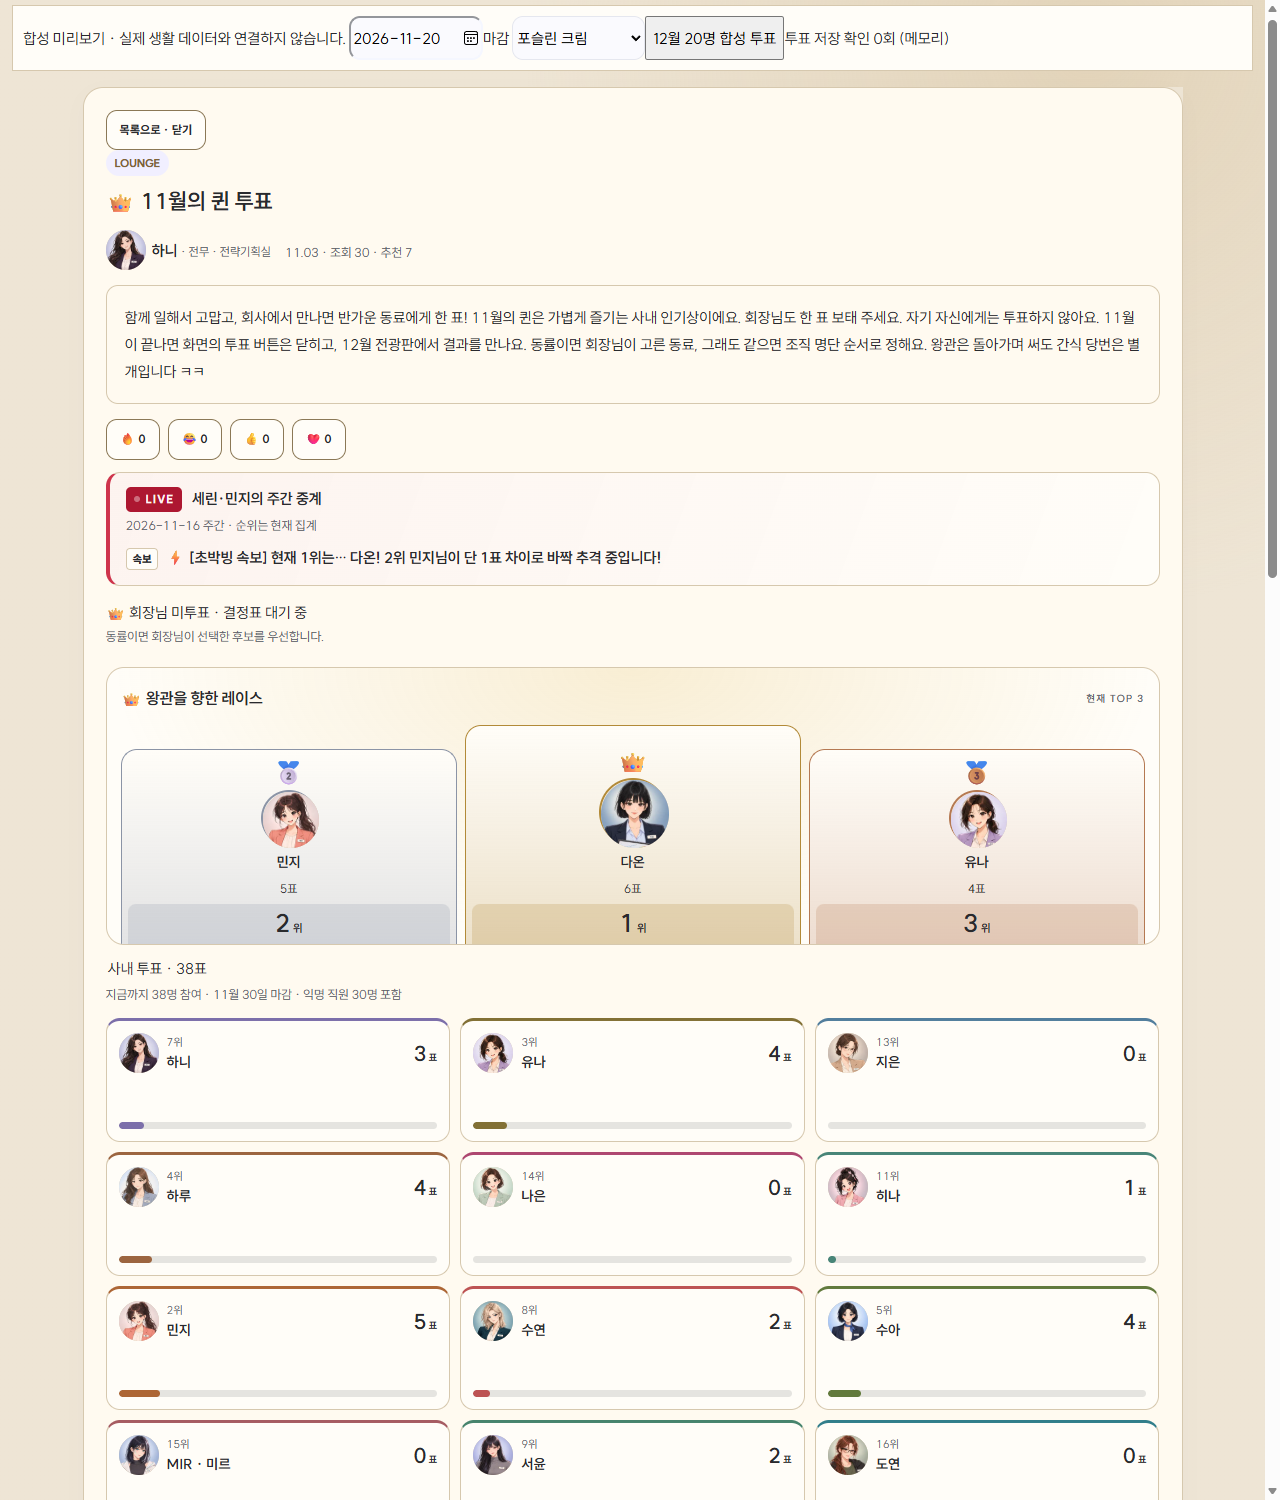 합성 미리보기 · 실제 생활 데이터와 연결하지 않습니다. 2026-11-20 마감 포슬린 크림 12월 20명 합성 투표 투표 저장 확인 0회 (메모리)
목록으로 · 닫기
LOUNGE
11월의 퀸 투표
하니 · 전무 · 전략기획실 11.03 · 조회 30 · 추천 7
함께 일해서 고맙고, 회사에서 만나면 반가운 동료에게 한 표! 11월의 퀸은 가볍게 즐기는 사내 인기상이에요. 회장님도 한 표 보태 주세요. 자기 자신에게는 투표하지 않아요. 11월
이 끝나면 화면의 투표 버튼은 닫히고, 12월 전광판에서 결과를 만나요. 동률이면 회장님이 고른 동료, 그래도 같으면 조직 명단 순서로 정해요. 왕관은 돌아가며 써도 간식 당번은 별
개입니다 ㅋㅋ
0 0 0 0
LIVE 세린·민지의 주간 중계
2026-11-16 주간 · 순위는 현재 집계
속보 [초박빙 속보] 현재 1위는… 다온! 2위 민지님이 단 1표 차이로 바짝 추격 중입니다!
회장님 미투표 · 결정표 대기 중
동률이면 회장님이 선택한 후보를 우선합니다.
왕관을 향한 레이스 현재 TOP 3
2 3
민지 다온 유나
5표 6표 4표
2위 1위 3위
사내 투표 · 38표
지금까지 38명 참여 · 11월 30일 마감 · 익명 직원 30명 포함
7위 3위 13위
하니 3표 유나 4표 지은 0표
4위 14위 11위
하루 4표 나은 0표 히나 1표
2위 8위 5위
민지 5표 수연 2표 수아 4표
15위 9위 16위
MIR · 미르 0표 서윤 2표 도연 0표